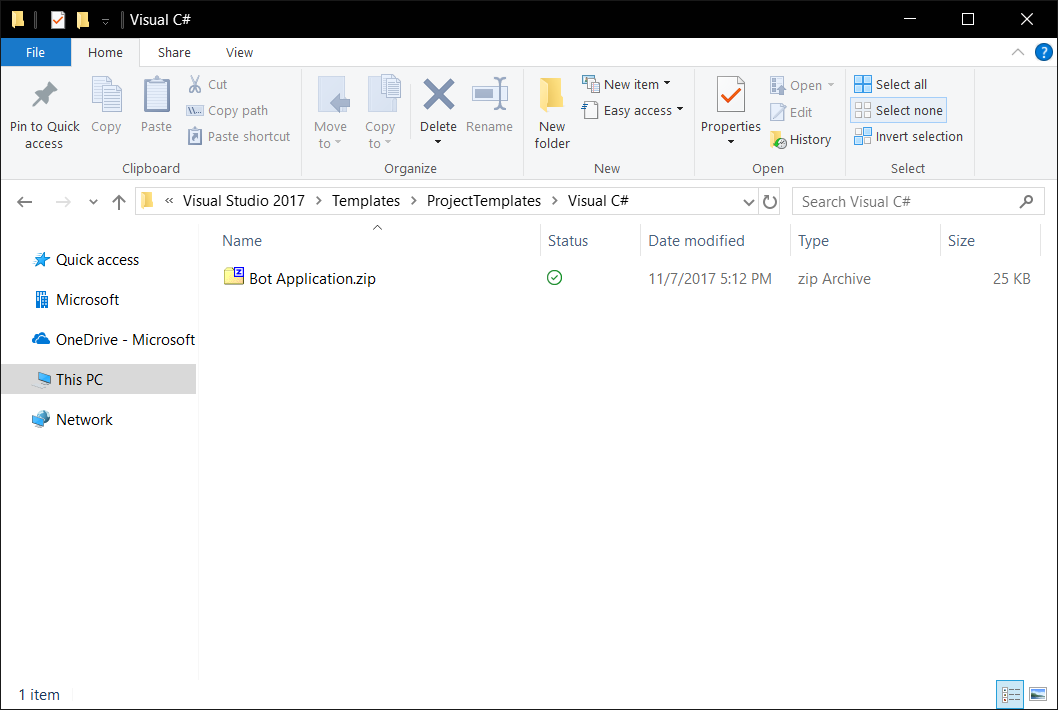 Visual C#
File Home Share View
Pin to Quick access
Copy
Paste
Cut
Copy path
Paste shortcut
Clipboard
Move to
Copy to
Delete
Rename
Organize
New folder
New item
Easy access
New
Properties
Open
Edit
History
Open
Select all
Select none
Invert selection
Select
« Visual Studio 2017 > Templates > ProjectTemplates > Visual C#
Search Visual C#
Name Status Date modified Type Size
Bot Application.zip 11/7/2017 5:12 PM zip Archive 25 KB
Quick access
Microsoft
OneDrive - Microsoft
This PC
Network
1 item